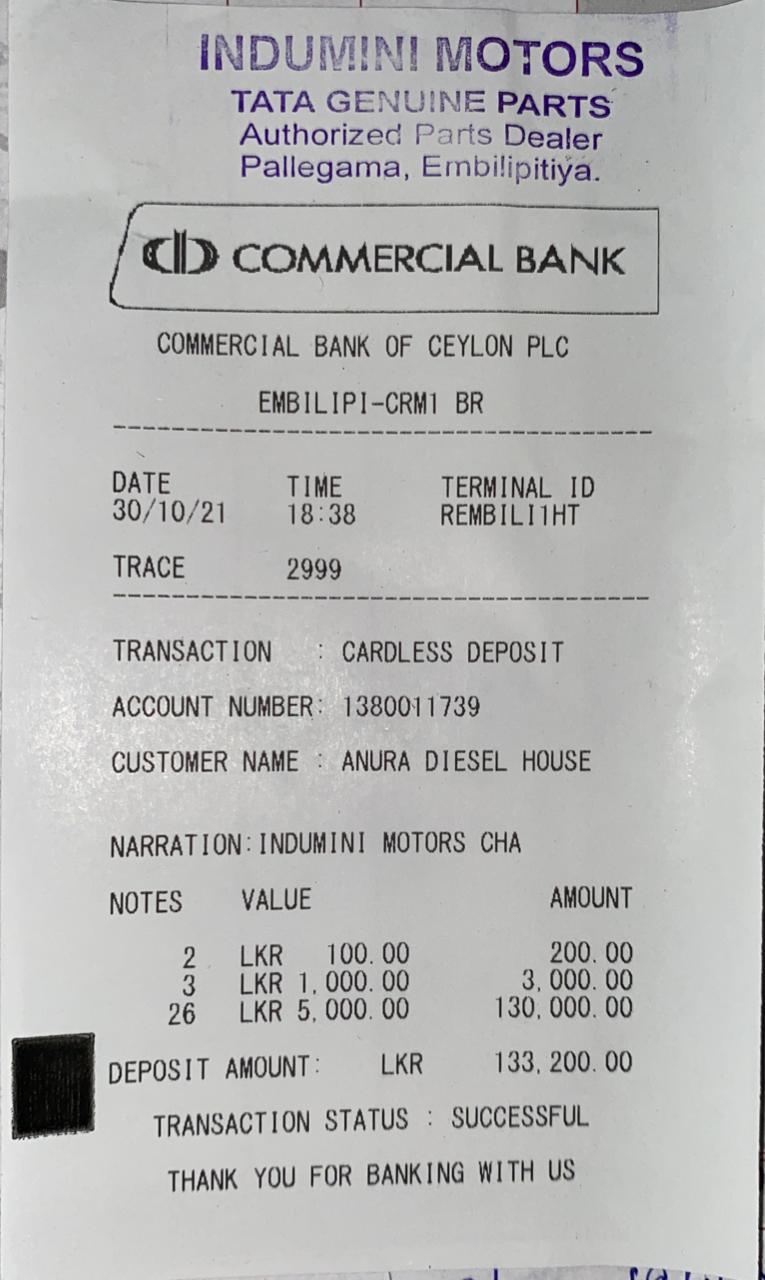 INDUMINI MOTORS
TATA GENUINE PARTS
Authorized Parts Dealer
Pallegama, Embilipitiya.
COMMERCIAL BANK
COMMERCIAL BANK OF CEYLON PLC
EMBILIPI-CRM1 BR
DATE TIME TERMINAL ID
30/10/21 18:38 REMBILI1HT
TRACE 2999
TRANSACTION : CARDLESS DEPOSIT
ACCOUNT NUMBER: 1380011739
CUSTOMER NAME : ANURA DIESEL HOUSE
NARRATION:INDUMINI MOTORS CHA
NOTES VALUE AMOUNT
2 LKR 100.00 200.00
3 LKR 1,000.00 3,000.00
26 LKR 5,000.00 130,000.00
DEPOSIT AMOUNT: LKR 133,200.00
TRANSACTION STATUS : SUCCESSFUL
THANK YOU FOR BANKING WITH US